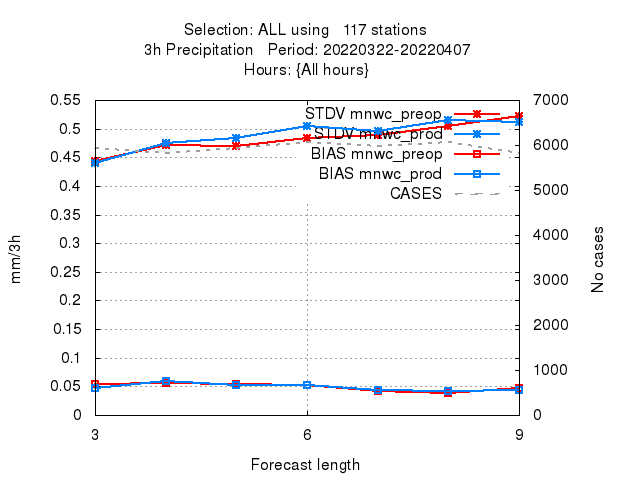 Selection: ALL using 117 stations
3h Precipitation Period: 20220322-20220407
Hours: {All hours}
0.55 7000
STDV mnwc_preop
0.5 6000
STDV mnwc_prod
0.45
BIAS mnwc_preop
BIAS mnwc_prod
0.4 5000
CASES
0.35
0.3 4000
mm/3h
No cases
0.25 3000
0.2
0.15 2000
0.1 1000
0.05
0 0
3 6 9
Forecast length